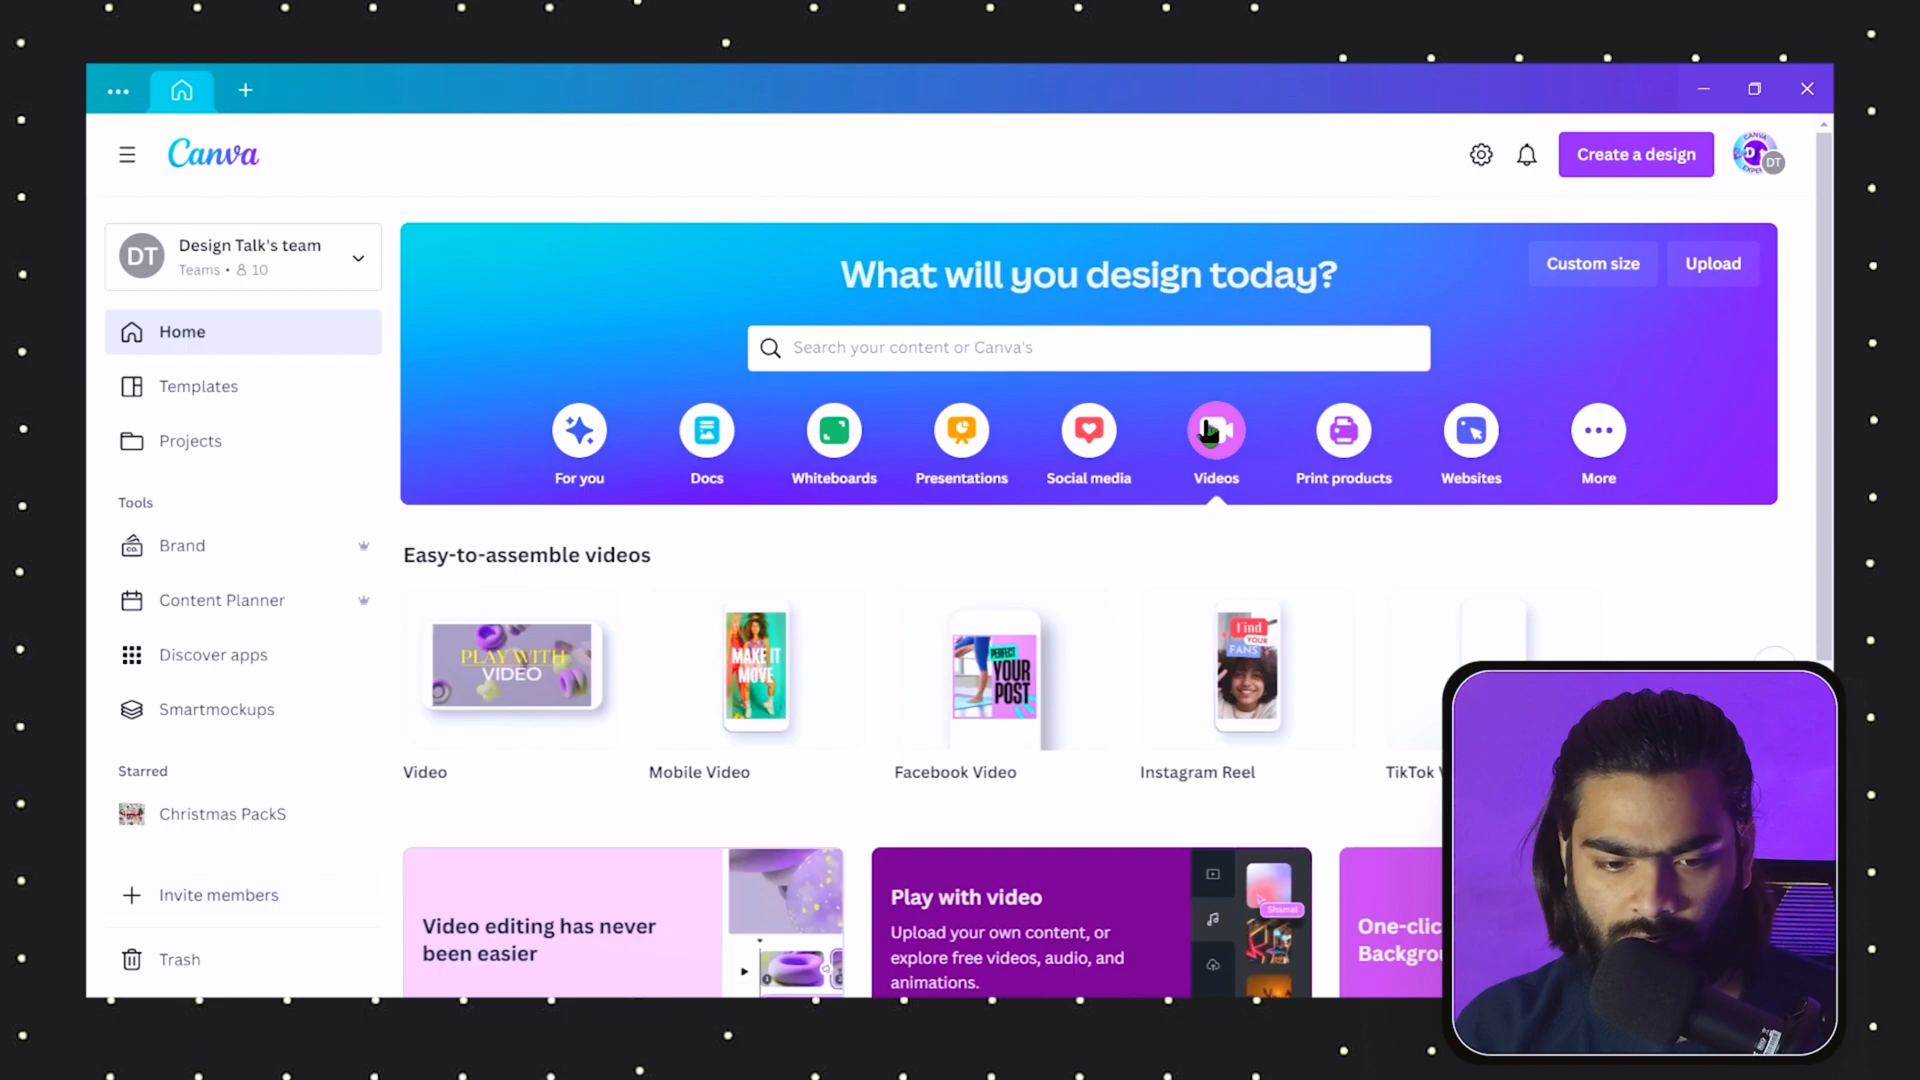 Canva
Create a design
DT
DT
Design Talk's team
Teams • 10
Home
Templates
Projects
Tools
Brand
Content Planner
Discover apps
Smartmockups
Starred
Christmas PackS
Invite members
Trash
What will you design today?
Custom size
Upload
Search your content or Canva's
For you
Docs
Whiteboards
Presentations
Social media
Videos
Print products
Websites
More
Easy-to-assemble videos
PLAY WITH
VIDEO
MAKE IT
MOVE
PERFECT
YOUR
POST
Find
YOUR
FANS
Video
Mobile Video
Facebook Video
Instagram Reel
TikTok
Video editing has never
been easier
Play with video
Upload your own content, or
explore free videos, audio, and
animations.
One-clic
Backgro